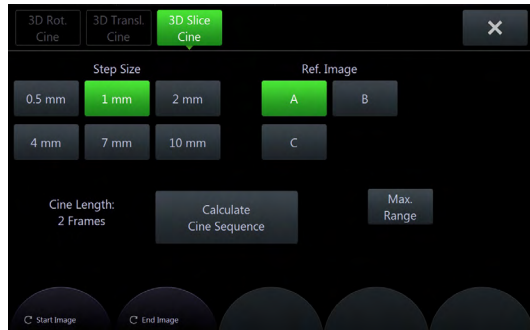 3D Rot.
Cine
3D Transl.
Cine
3D Slice
Cine
Step Size
Ref. Image
0.5 mm
1 mm
2 mm
A
B
4 mm
7 mm
10 mm
C
Cine Length:
2 Frames
Calculate
Cine Sequence
Max.
Range
Start Image
End Image